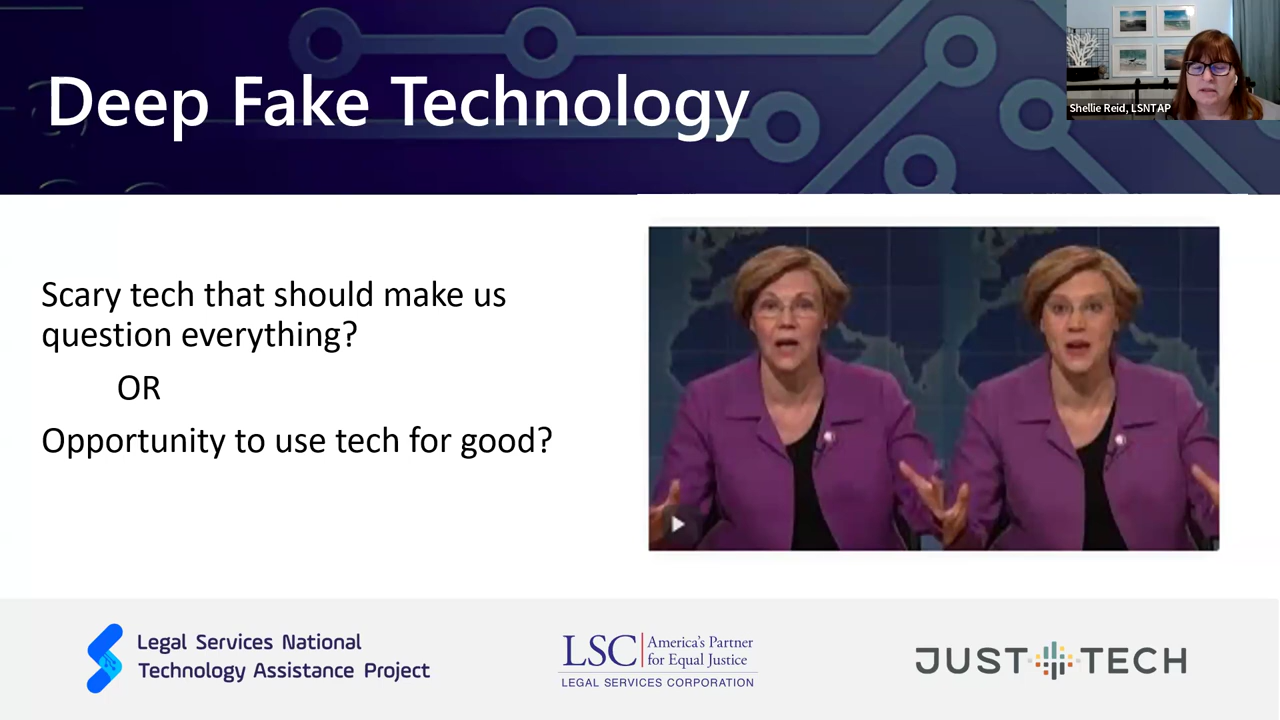 Deep Fake Technology
Shellie Reid, LSNTAP
Scary tech that should make us
question everything?
OR
Opportunity to use tech for good?
Legal Services National
Technology Assistance Project
LSC
America's Partner
for Equal Justice
LEGAL SERVICES CORPORATION
JUST TECH